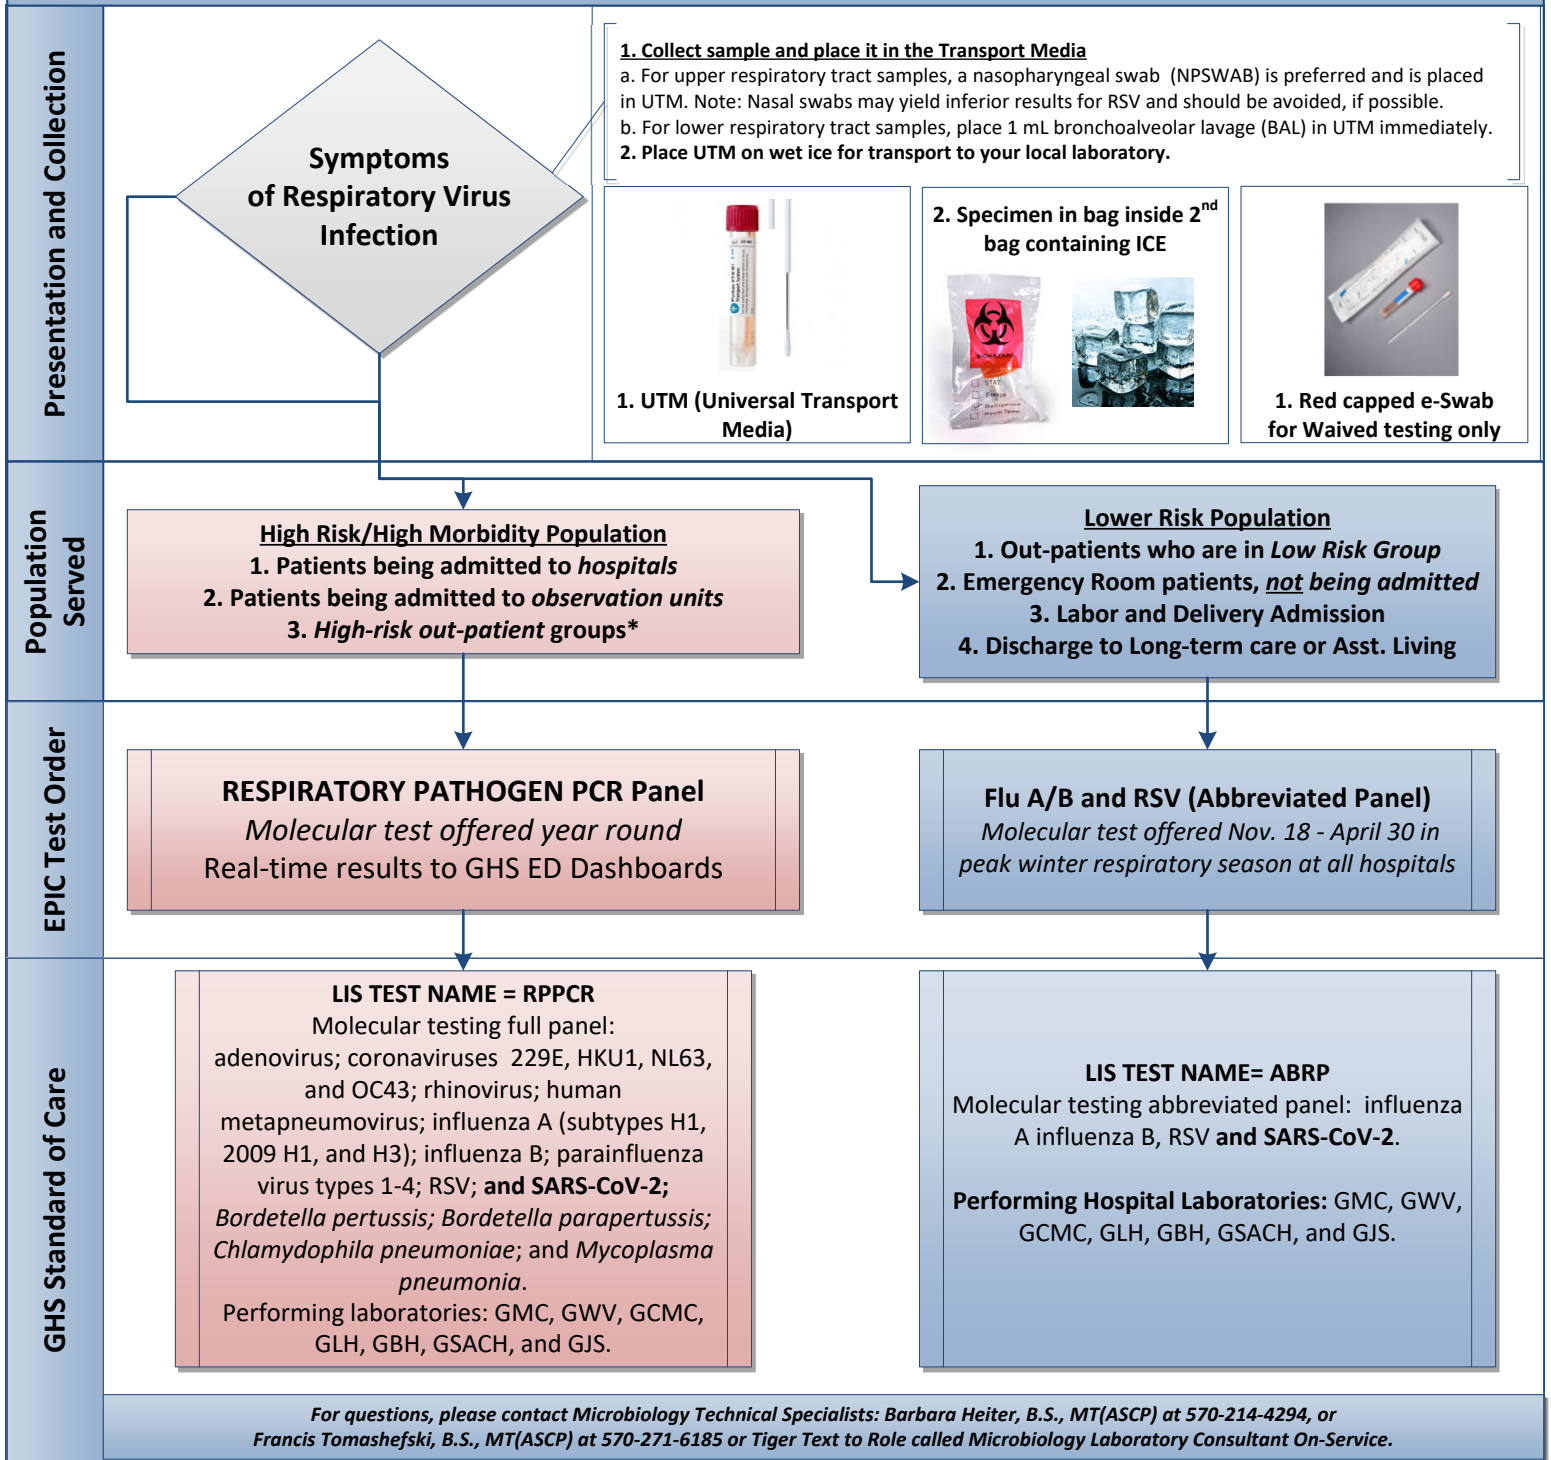 Presentation and Collection
Symptoms
of Respiratory Virus
Infection
1. Collect sample and place it in the Transport Media
a. For upper respiratory tract samples, a nasopharyngeal swab (NPSWAB) is preferred and is placed
in UTM. Note: Nasal swabs may yield inferior results for RSV and should be avoided, if possible.
b. For lower respiratory tract samples, place 1 mL bronchoalveolar lavage (BAL) in UTM immediately.
2. Place UTM on wet ice for transport to your local laboratory.
1. UTM (Universal Transport
Media)
2. Specimen in bag inside 2nd
bag containing ICE
BIOHAZARD
STAT
Freeze
Refrigerate
Room Temp
1. Red capped e-Swab
for Waived testing only
Population
Served
High Risk/High Morbidity Population
1. Patients being admitted to hospitals
2. Patients being admitted to observation units
3. High-risk out-patient groups*
Lower Risk Population
1. Out-patients who are in Low Risk Group
2. Emergency Room patients, not being admitted
3. Labor and Delivery Admission
4. Discharge to Long-term care or Asst. Living
EPIC Test Order
RESPIRATORY PATHOGEN PCR Panel
Molecular test offered year round
Real-time results to GHS ED Dashboards
Flu A/B and RSV (Abbreviated Panel)
Molecular test offered Nov. 18 - April 30 in
peak winter respiratory season at all hospitals
GHS Standard of Care
LIS TEST NAME = RPPCR
Molecular testing full panel:
adenovirus; coronaviruses 229E, HKU1, NL63,
and OC43; rhinovirus; human
metapneumovirus; influenza A (subtypes H1,
2009 H1, and H3); influenza B; parainfluenza
virus types 1-4; RSV; and SARS-CoV-2;
Bordetella pertussis; Bordetella parapertussis;
Chlamydophila pneumoniae; and Mycoplasma
pneumonia.
Performing laboratories: GMC, GWV, GCMC,
GLH, GBH, GSACH, and GJS.
LIS TEST NAME= ABRP
Molecular testing abbreviated panel: influenza
A influenza B, RSV and SARS-CoV-2.
Performing Hospital Laboratories: GMC, GWV,
GCMC, GLH, GBH, GSACH, and GJS.
For questions, please contact Microbiology Technical Specialists: Barbara Heiter, B.S., MT(ASCP) at 570-214-4294, or
Francis Tomashefski, B.S., MT(ASCP) at 570-271-6185 or Tiger Text to Role called Microbiology Laboratory Consultant On-Service.